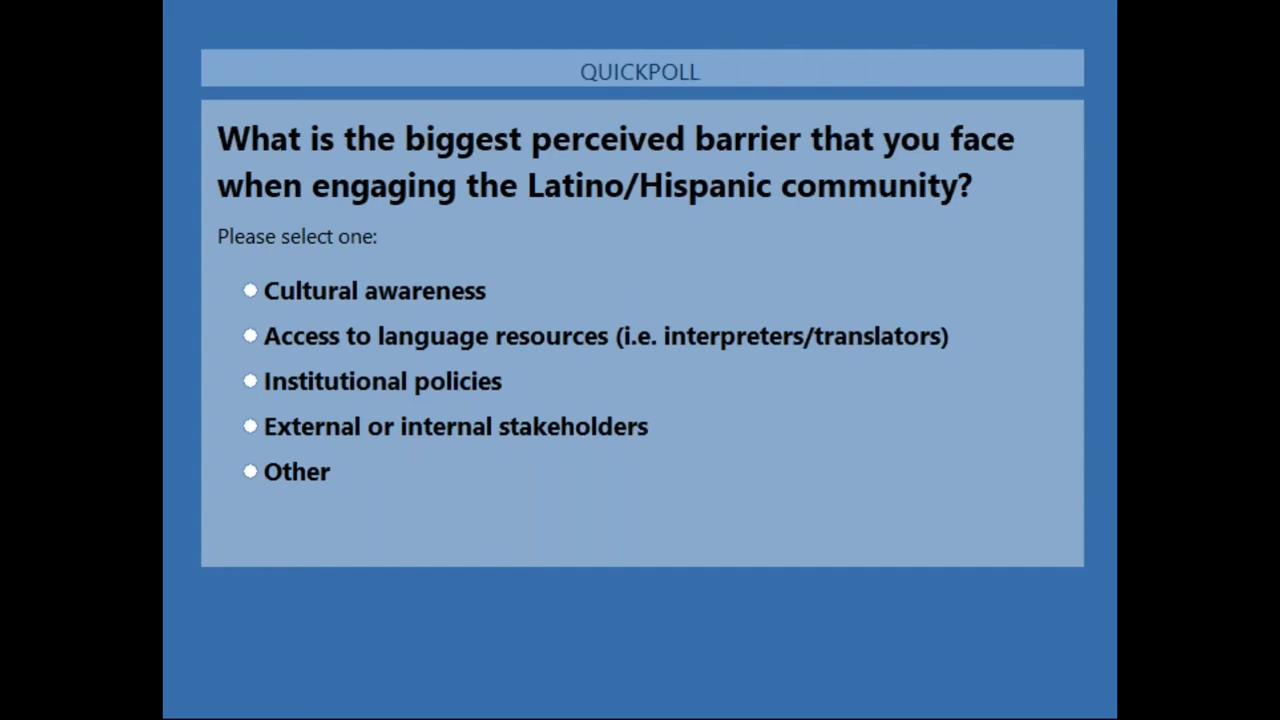 QUICKPOLL
What is the biggest perceived barrier that you face
when engaging the Latino/Hispanic community?
Please select one:
Cultural awareness
Access to language resources (i.e. interpreters/translators)
Institutional policies
External or internal stakeholders
Other